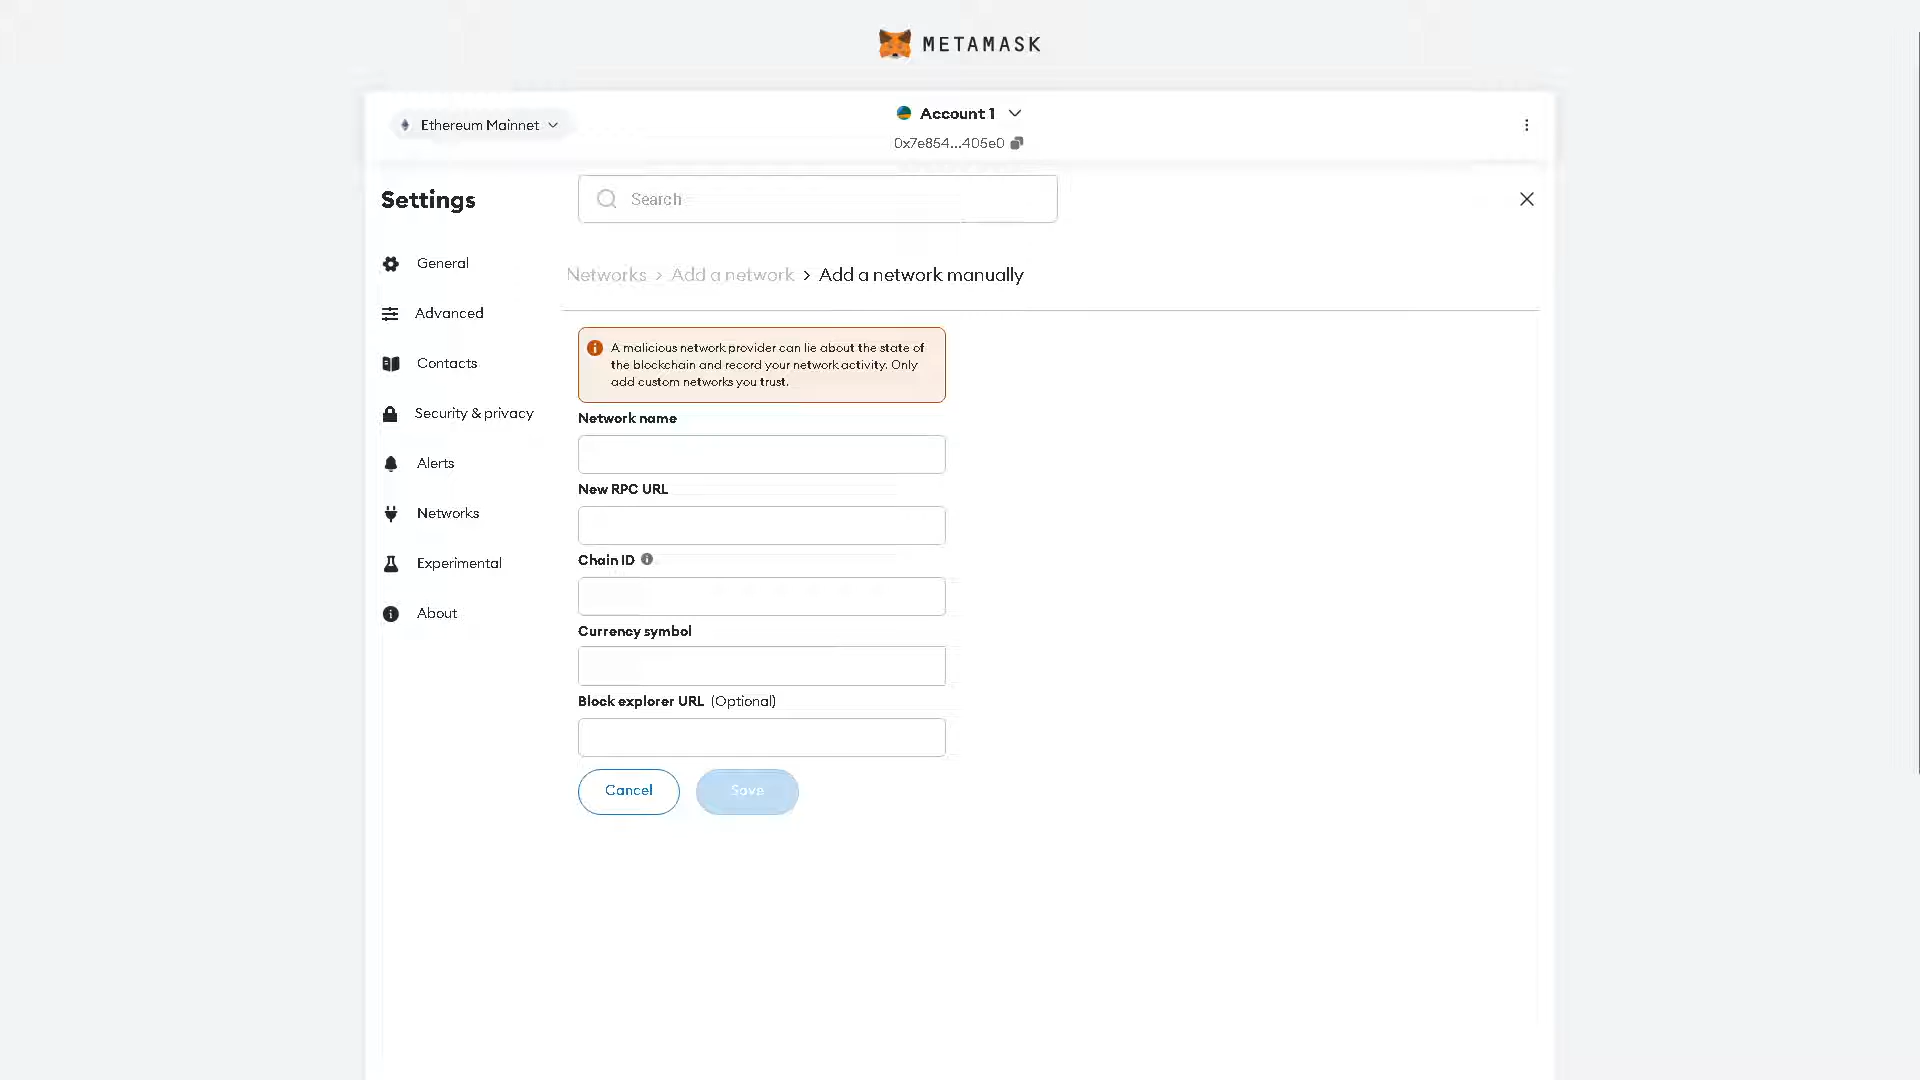 METAMASK
Ethereum Mainnet
Account 1
0x7e854...405e0
Settings
Search
General
Advanced
Contacts
Security & privacy
Alerts
Networks
Experimental
About
Networks > Add a network > Add a network manually
A malicious network provider can lie about the state of
the blockchain and record your network activity. Only
add custom networks you trust.
Network name
New RPC URL
Chain ID
Currency symbol
Block explorer URL (Optional)
Cancel
Save